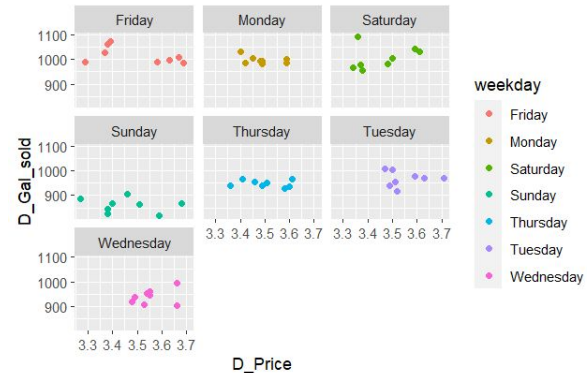 Friday
Monday
Saturday
1100
1000
900
Sunday
Thursday
Tuesday
1100
1000
900
3.3 3.4 3.5 3.6 3.7
3.3 3.4 3.5 3.6 3.7
Wednesday
1100
1000
900
3.3 3.4 3.5 3.6 3.7
D_Price
D_Gal_sold
weekday
Friday
Monday
Saturday
Sunday
Thursday
Tuesday
Wednesday